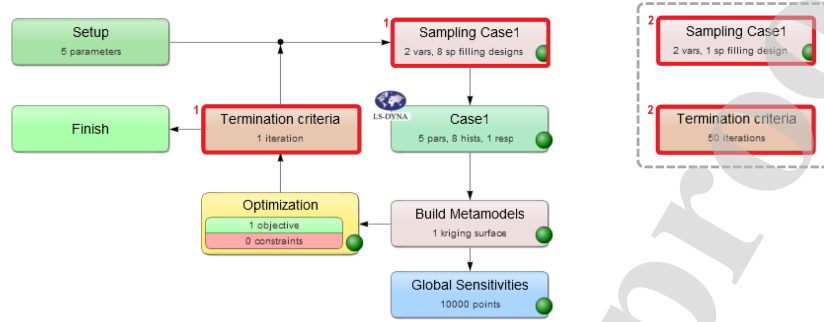 Setup
5 parameters
1
Sampling Case1
2 vars, 8 sp filling designs
2
Sampling Case1
2 vars, 1 sp filling design
Finish
1
Termination criteria
1 iteration
LS-DYNA
Case1
5 pars, 8 hists, 1 resp
2
Termination criteria
50 iterations
Optimization
1 objective
0 constraints
Build Metamodels
1 kriging surface
Global Sensitivities
10000 points